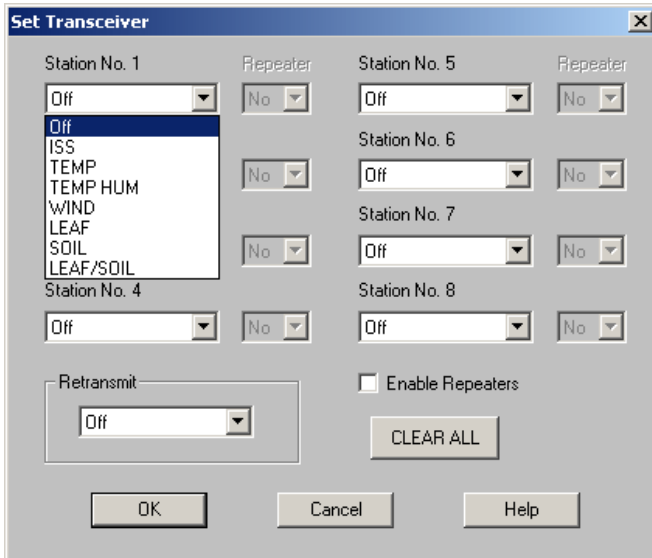 Set Transceiver
Station No. 1 Repeater Station No. 5 Repeater
Off No Off No
Off
ISS
TEMP
TEMP HUM
WIND
LEAF
SOIL
LEAF/SOIL
Station No. 6
No Off No
Station No. 7
No Off No
Station No. 4 Station No. 8
Off No Off No
Retransmit
Off
Enable Repeaters
CLEAR ALL
OK Cancel Help